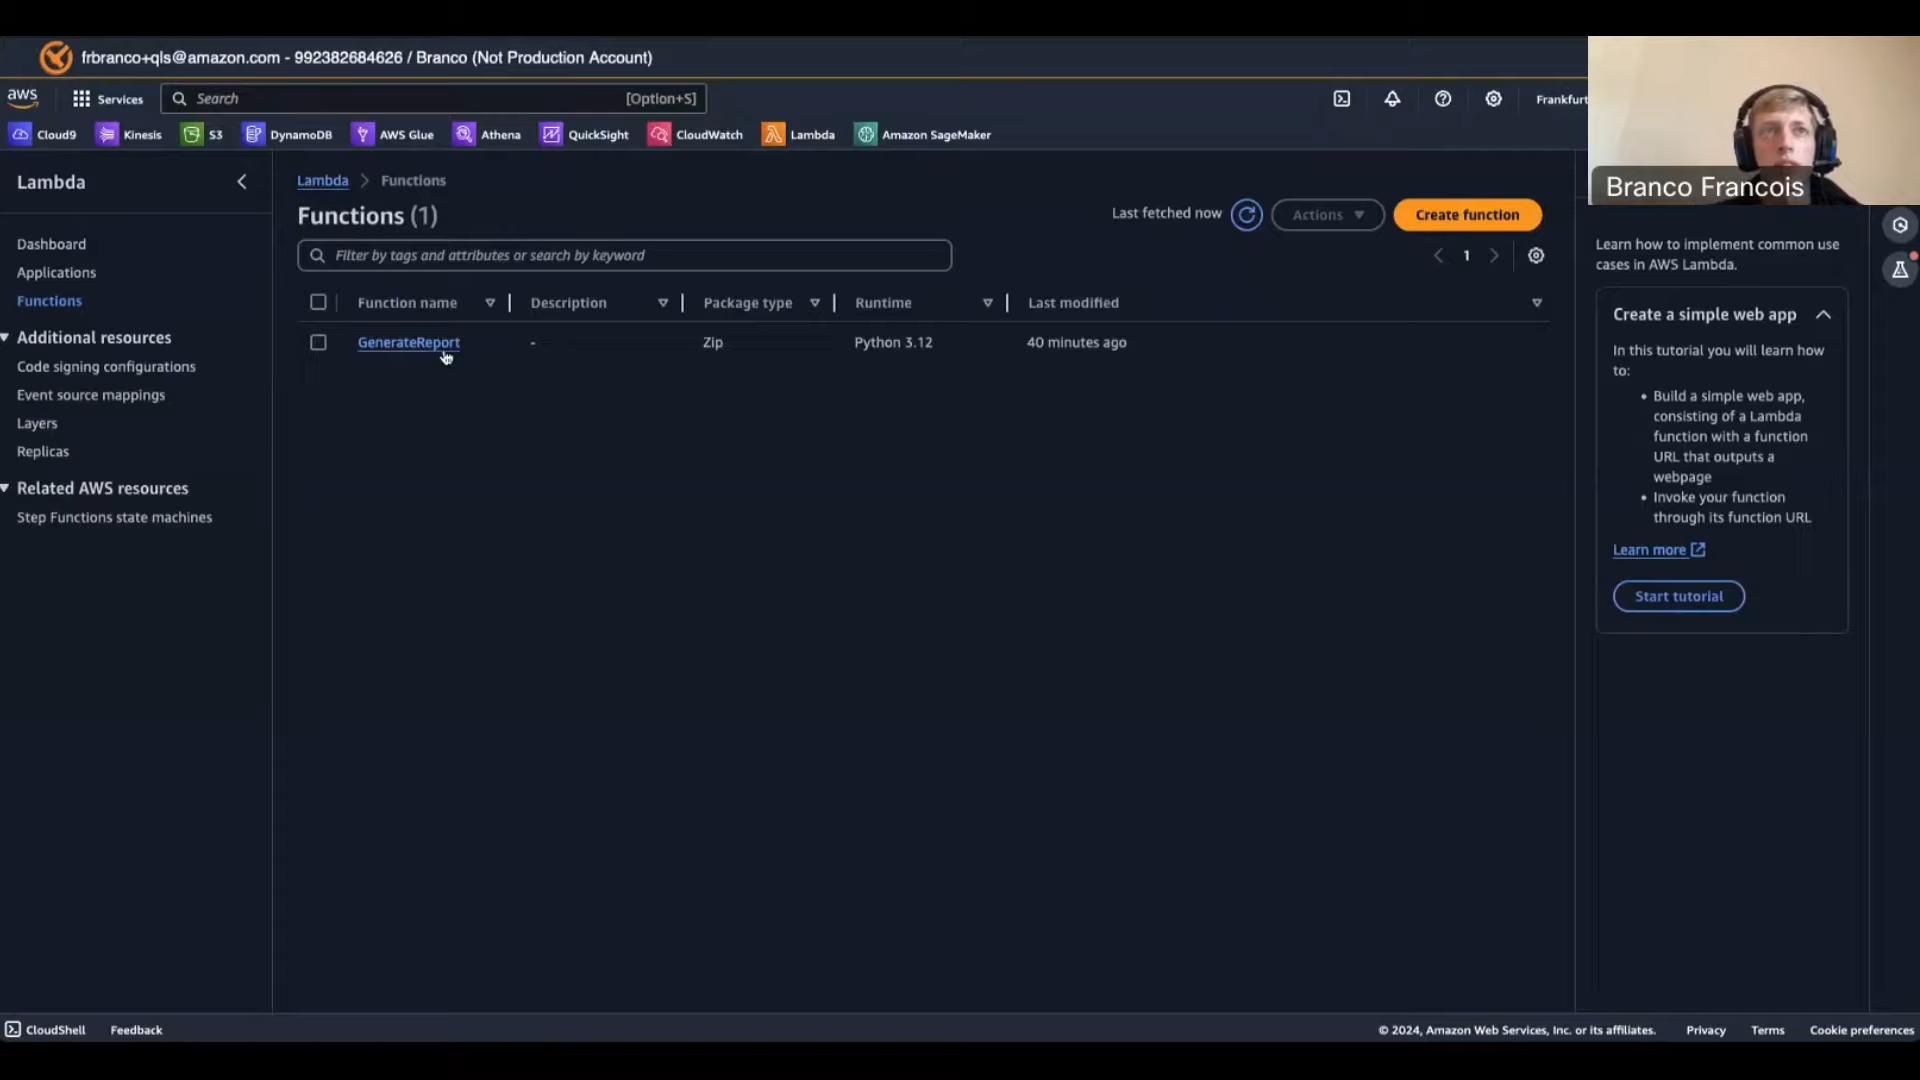 frbranco+qls@amazon.com - 992382684626 / Branco (Not Production Account)
aws
Services
Search
[Option+S]
Frankfurt
Cloud9
Kinesis
S3
DynamoDB
AWS Glue
Athena
QuickSight
CloudWatch
Lambda
Amazon SageMaker
Branco Francois
Lambda
Dashboard
Applications
Functions
Additional resources
Code signing configurations
Event source mappings
Layers
Replicas
Related AWS resources
Step Functions state machines
Lambda > Functions
Functions (1)
Last fetched now
Actions
Create function
Filter by tags and attributes or search by keyword
1
Function name
Description
Package type
Runtime
Last modified
GenerateReport
-
Zip
Python 3.12
40 minutes ago
Learn how to implement common use
cases in AWS Lambda.
Create a simple web app
In this tutorial you will learn how
to:
• Build a simple web app,
consisting of a Lambda
function with a function
URL that outputs a
webpage
• Invoke your function
through its function URL
Learn more
Start tutorial
CloudShell
Feedback
© 2024, Amazon Web Services, Inc. or its affiliates.
Privacy
Terms
Cookie preferences